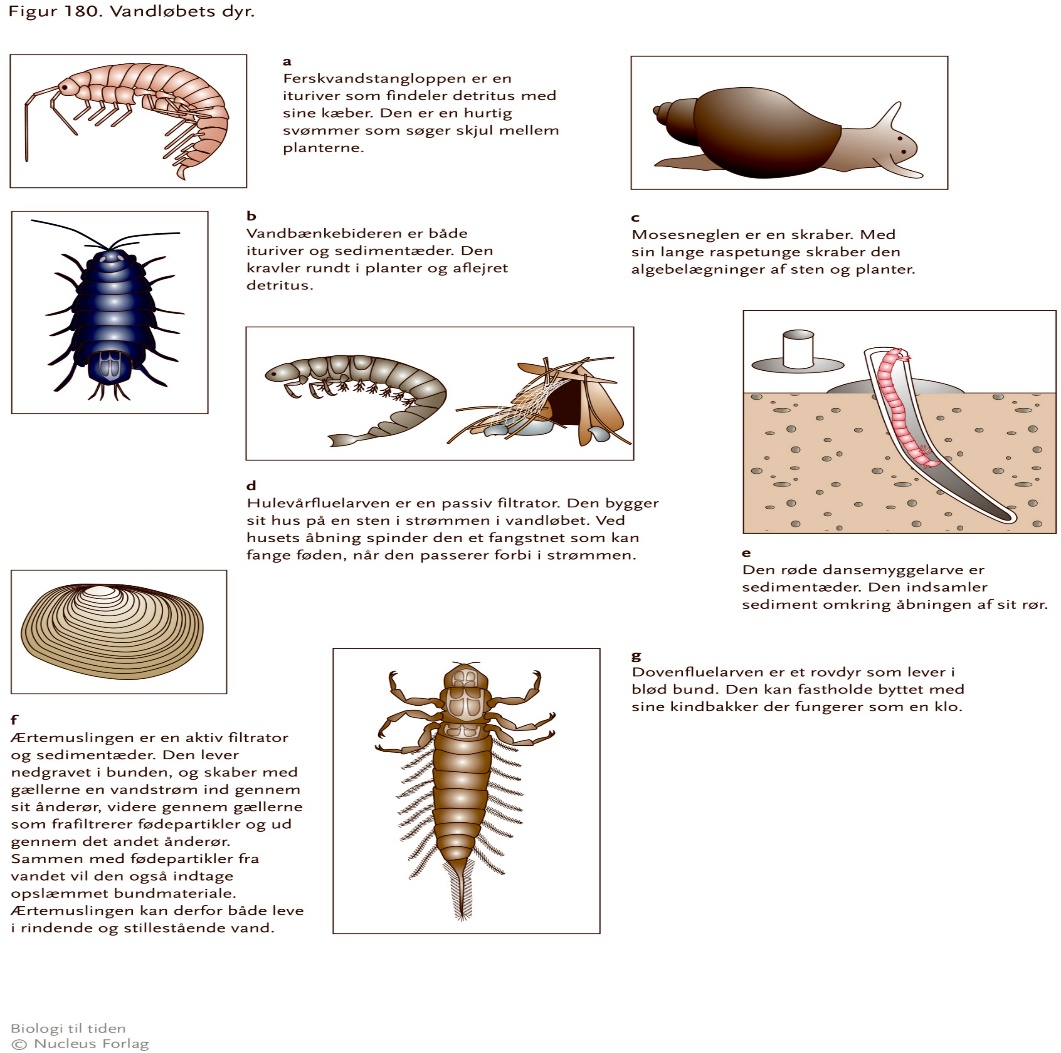 Figur 180. Vandløbets dyr.
a
Ferskvandstangloppen er en
ituriver som findeler detritus med
sine kæber. Den er en hurtig
svømmer som søger skjul mellem
planterne.
b
Vandbænkebideren er både
ituriver og sedimentæder. Den
kravler rundt i planter og aflejret
detritus.
c
Mosesneglen er en skraber. Med
sin lange raspetunge skraber den
algebelægninger af sten og planter.
d
Hulevårfluelarven er en passiv filtrator. Den bygger
sit hus på en sten i strømmen i vandløbet. Ved
husets åbning spinder den et fangstnet som kan
fange føden, når den passerer forbi i strømmen.
e
Den røde dansemyggelarve er
sedimentæder. Den indsamler
sediment omkring åbningen af sit rør.
f
Ærtemuslingen er en aktiv filtrator
og sedimentæder. Den lever
nedgravet i bunden, og skaber med
gællerne en vandstrøm ind gennem
sit ånderør, videre gennem gællerne
som frafiltrerer fødepartikler og ud
gennem det andet ånderør.
Sammen med fødepartikler fra
vandet vil den også indtage
opslæmmet bundmateriale.
Ærtemuslingen kan derfor både leve
i rindende og stillestående vand.
g
Dovenfluelarven er et rovdyr som lever i
blød bund. Den kan fastholde byttet med
sine kindbakker der fungerer som en klo.
Biologi til tiden
© Nucleus Forlag